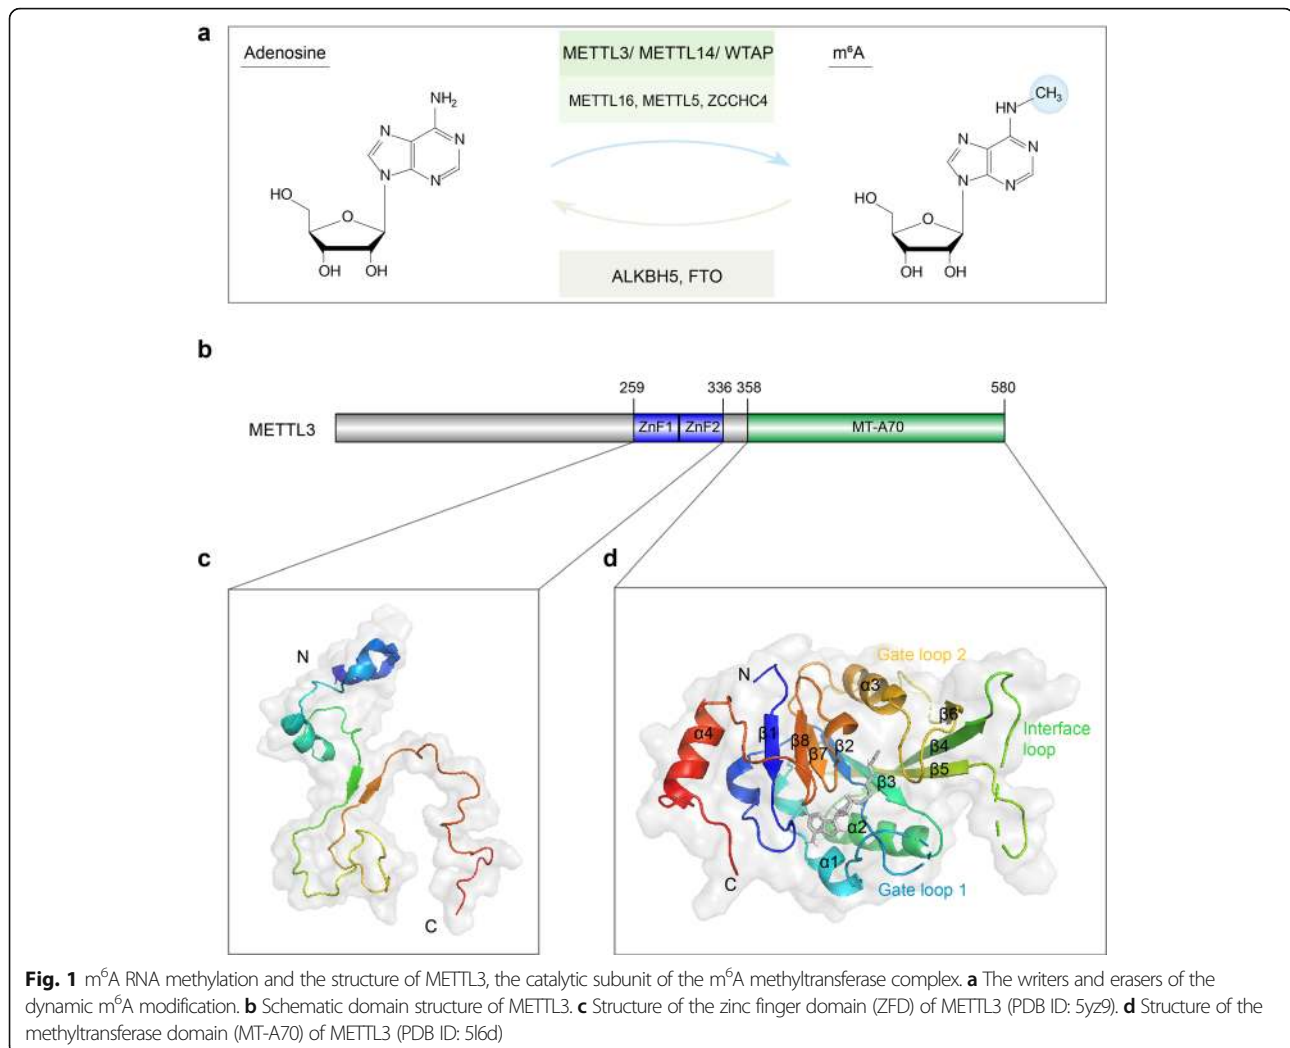 a
Adenosine
METTL3/ METTL14/ WTAP
m⁶A
METTL16, METTL5, ZCCHC4
NH₂
N
N
N
N
HO
O
OH
OH
CH₃
HN
N
N
N
N
HO
O
OH
OH
ALKBH5, FTO
b
259
336
358
580
METTL3
ZnF1
ZnF2
MT-A70
c
N
C
d
N
Gate loop 2
α3
β6
α4
β1
β8
β7
β2
β4
Interface
loop
β5
β3
α2
α1
C
Gate loop 1
Fig. 1 m⁶A RNA methylation and the structure of METTL3, the catalytic subunit of the m⁶A methyltransferase complex. a The writers and erasers of the
dynamic m⁶A modification. b Schematic domain structure of METTL3. c Structure of the zinc finger domain (ZFD) of METTL3 (PDB ID: 5yz9). d Structure of the
methyltransferase domain (MT-A70) of METTL3 (PDB ID: 5l6d)